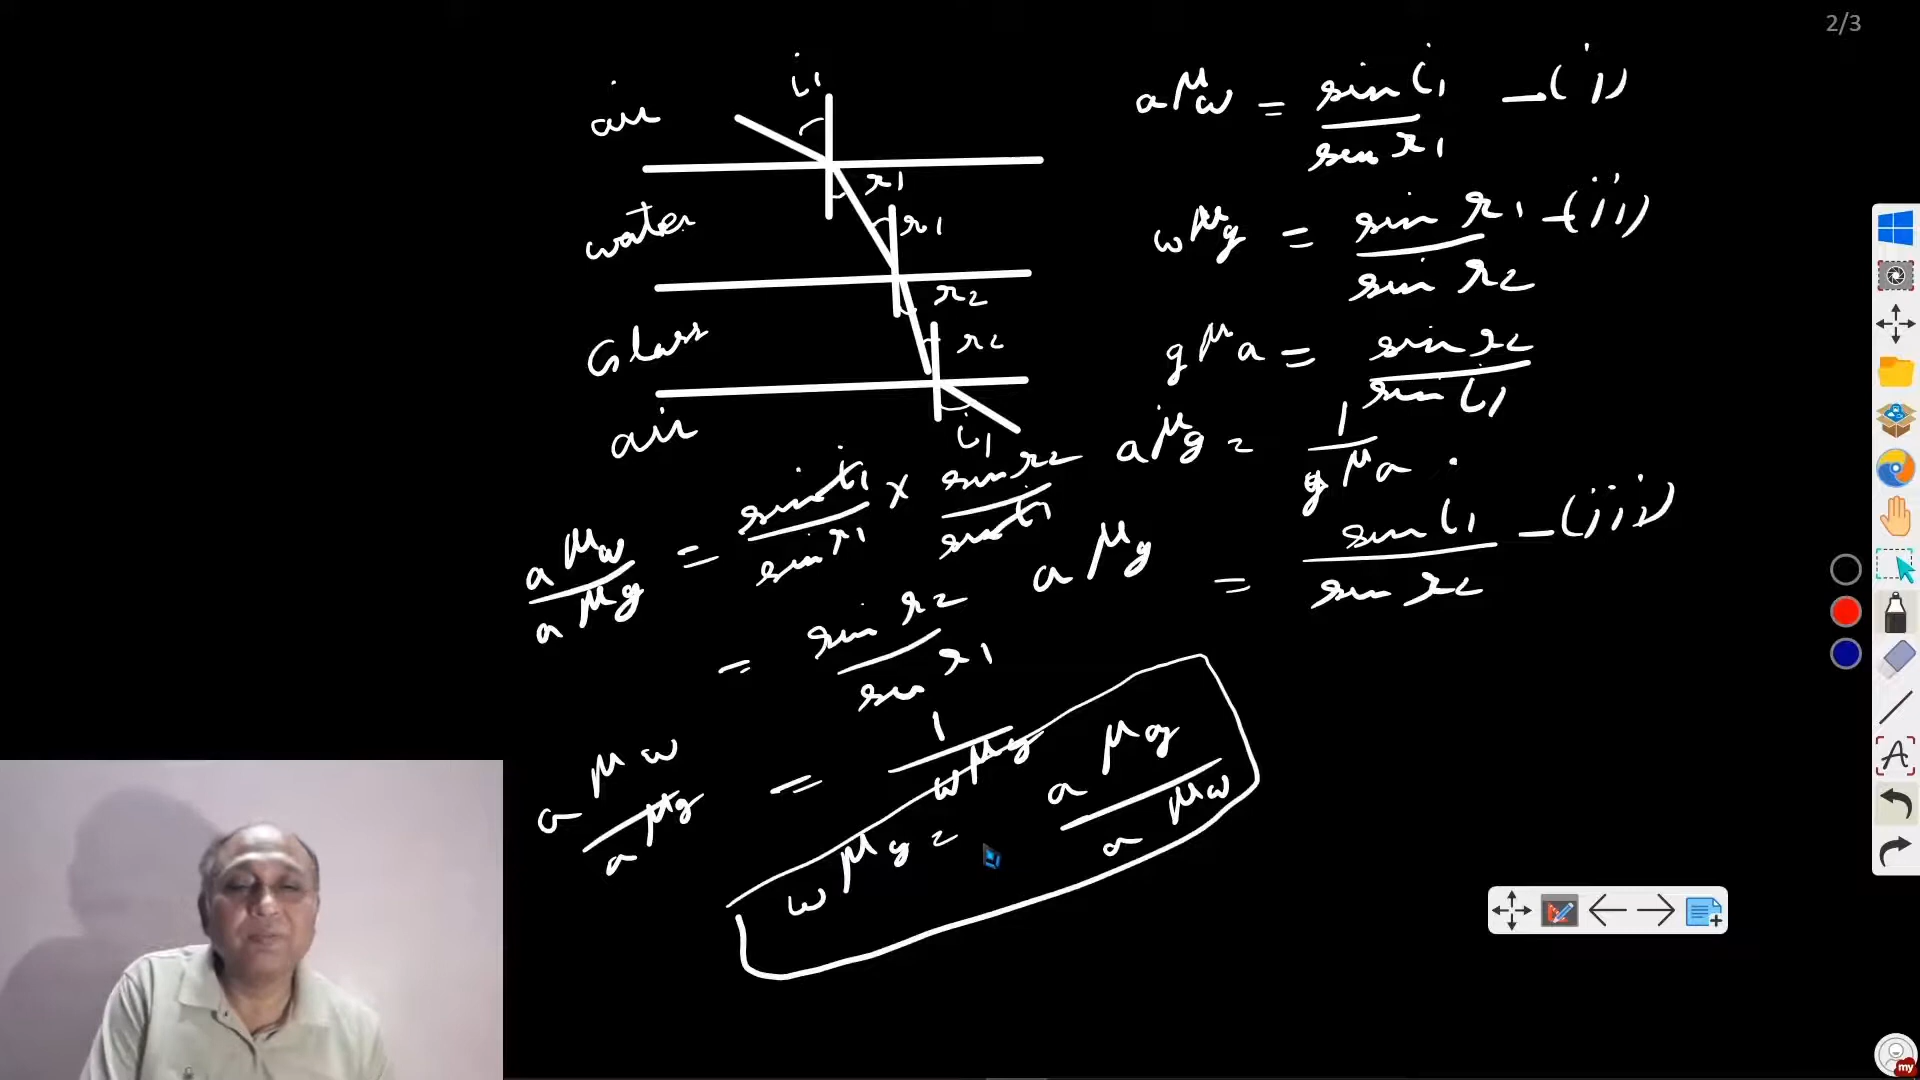 2/3
i1
air
r1
water
r1
r2
Glass
r2
air
i1
aμw = sin i1 / sin r1 — (i)
wμg = sin r1 / sin r2 — (ii)
gμa = sin r2 / sin i1
aμg = 1 / gμa
aμg = sin i1 / sin r2 — (iii)
aμw / aμg = sin i1 / sin r1 × sin r2 / sin i1
= sin r2 / sin r1
aμw / aμg = 1 / wμg
wμg = aμg / aμw
A
my